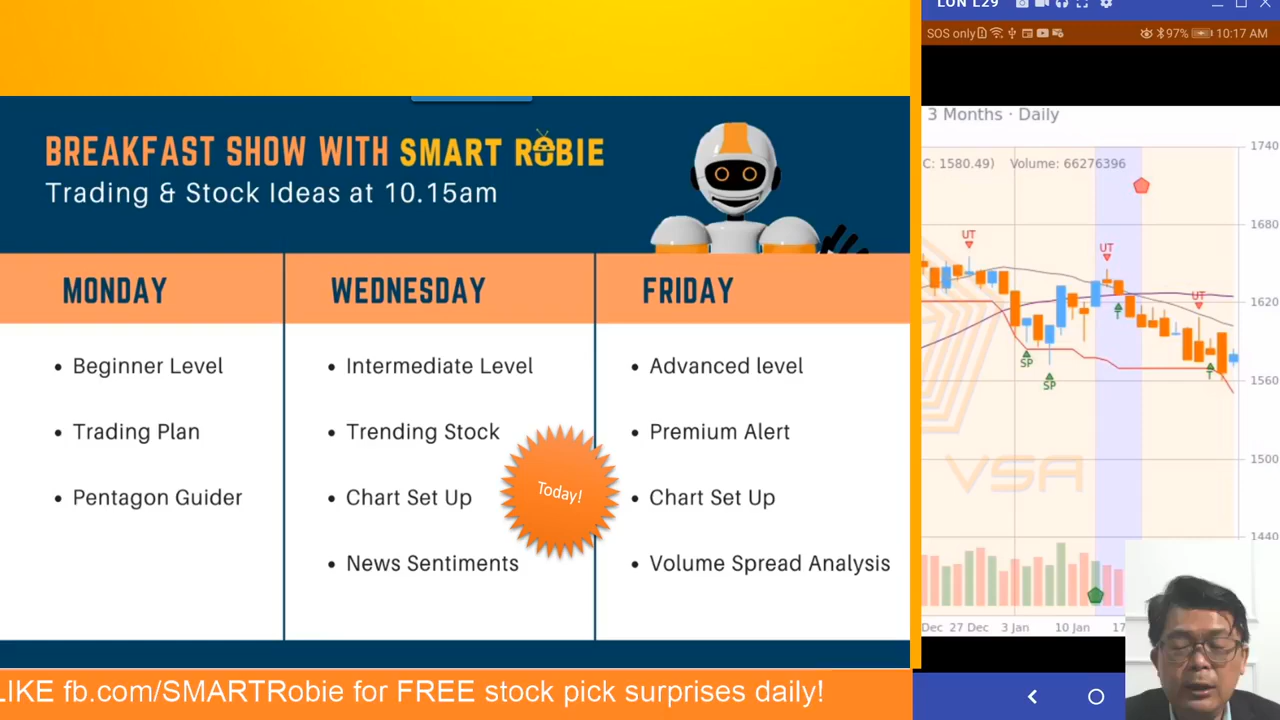 BREAKFAST SHOW WITH SMART ROBIE
Trading & Stock Ideas at 10.15am
MONDAY
Beginner Level
Trading Plan
Pentagon Guider
WEDNESDAY
Intermediate Level
Trending Stock
Chart Set Up
News Sentiments
Today!
FRIDAY
Advanced level
Premium Alert
Chart Set Up
Volume Spread Analysis
LIKE fb.com/SMARTRobie for FREE stock pick surprises daily!
LON L29
SOS only
97%
10:17 AM
3 Months · Daily
C: 1580.49) Volume: 66276396
1740
1680
1620
1560
1500
1440
UT
UT
UT
T
SP
SP
T
VSA
Dec 27 Dec 3 Jan 10 Jan 17